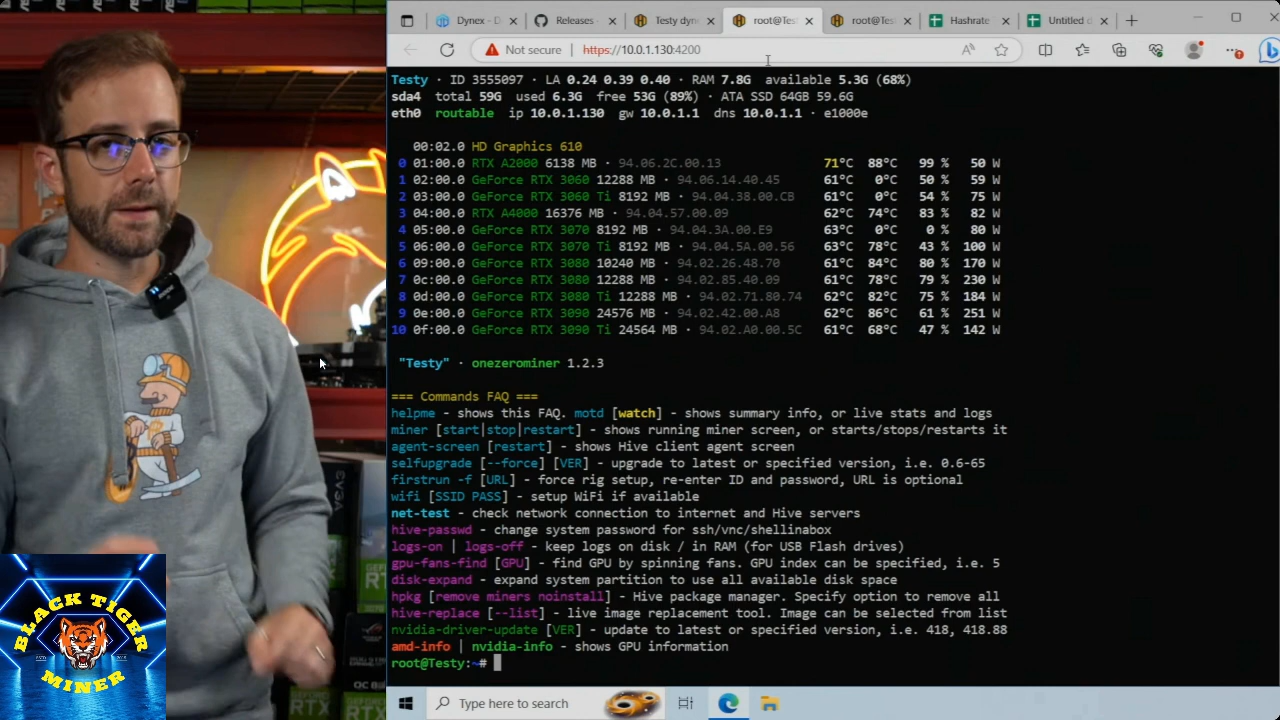 Dynex - D
Releases ·
Testy dyn
root@Tes
root@Tes
Hashrate
Untitled
Not secure | https://10.0.1.130:4200
Testy · ID 3555097 · LA 0.24 0.39 0.40 · RAM 7.8G available 5.3G (68%)
sda4 total 59G used 6.3G free 53G (89%) · ATA SSD 64GB 59.6G
eth0 routable ip 10.0.1.130 gw 10.0.1.1 dns 10.0.1.1 · e1000e
00:02.0 HD Graphics 610
0 01:00.0 RTX A2000 6138 MB · 94.06.2C.00.13 71°C 88°C 99 % 50 W
1 02:00.0 GeForce RTX 3060 12288 MB · 94.06.14.40.45 61°C 0°C 50 % 59 W
2 03:00.0 GeForce RTX 3060 Ti 8192 MB · 94.04.38.00.CB 61°C 0°C 54 % 75 W
3 04:00.0 RTX A4000 16376 MB · 94.04.57.00.09 62°C 74°C 83 % 82 W
4 05:00.0 GeForce RTX 3070 8192 MB · 94.04.3A.00.E9 63°C 0°C 0 % 80 W
5 06:00.0 GeForce RTX 3070 Ti 8192 MB · 94.04.5A.00.56 63°C 78°C 43 % 100 W
6 09:00.0 GeForce RTX 3080 10240 MB · 94.02.26.48.70 61°C 84°C 80 % 170 W
7 0c:00.0 GeForce RTX 3080 12288 MB · 94.02.85.40.09 61°C 78°C 79 % 230 W
8 0d:00.0 GeForce RTX 3080 Ti 12288 MB · 94.02.71.80.74 62°C 82°C 75 % 184 W
9 0e:00.0 GeForce RTX 3090 24576 MB · 94.02.42.00.A8 62°C 86°C 61 % 251 W
10 0f:00.0 GeForce RTX 3090 Ti 24564 MB · 94.02.A0.00.5C 61°C 68°C 47 % 142 W
"Testy" · onezerominer 1.2.3
=== Commands FAQ ===
helpme - shows this FAQ. motd [watch] - shows summary info, or live stats and logs
miner [start|stop|restart] - shows running miner screen, or starts/stops/restarts it
agent-screen [restart] - shows Hive client agent screen
selfupgrade [--force] [VER] - upgrade to latest or specified version, i.e. 0.6-65
firstrun -f [URL] - force rig setup, re-enter ID and password, URL is optional
wifi [SSID PASS] - setup WiFi if available
net-test - check network connection to internet and Hive servers
hive-passwd - change system password for ssh/vnc/shellinabox
logs-on | logs-off - keep logs on disk / in RAM (for USB Flash drives)
gpu-fans-find [GPU] - find GPU by spinning fans. GPU index can be specified, i.e. 5
disk-expand - expand system partition to use all available disk space
hpkg [remove miners noinstall] - Hive package manager. Specify option to remove all
hive-replace [--list] - live image replacement tool. Image can be selected from list
nvidia-driver-update [VER] - update to latest or specified version, i.e. 418, 418.88
amd-info | nvidia-info - shows GPU information
root@Testy:~#
Type here to search
BLACK TIGER
MINER
EVGA
RTX